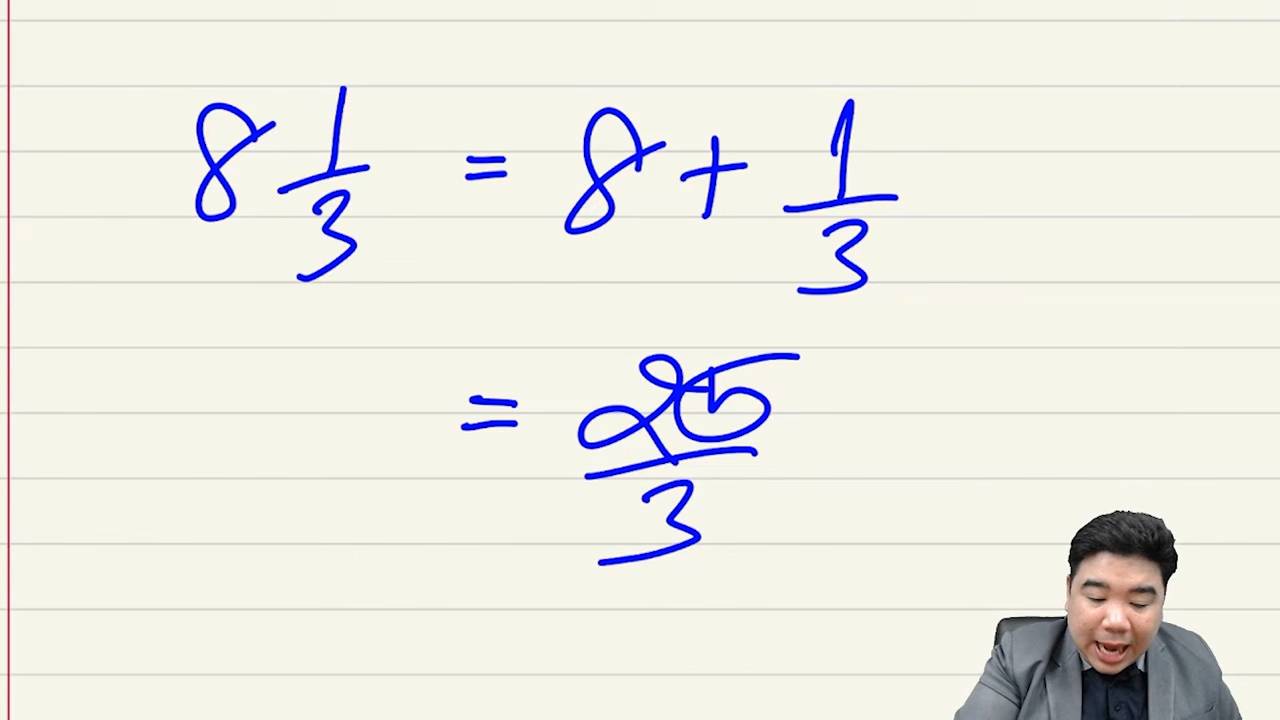 8 1/3 = 8 + 1/3
= 25/3